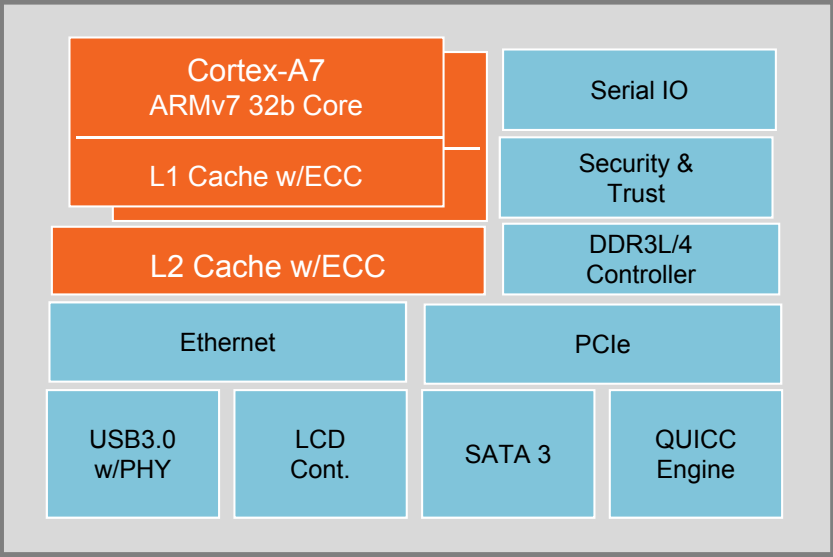 Cortex-A7
ARMv7 32b Core
L1 Cache w/ECC
L2 Cache w/ECC
Serial IO
Security &
Trust
DDR3L/4
Controller
Ethernet
PCIe
USB3.0
w/PHY
LCD
Cont.
SATA 3
QUICC
Engine